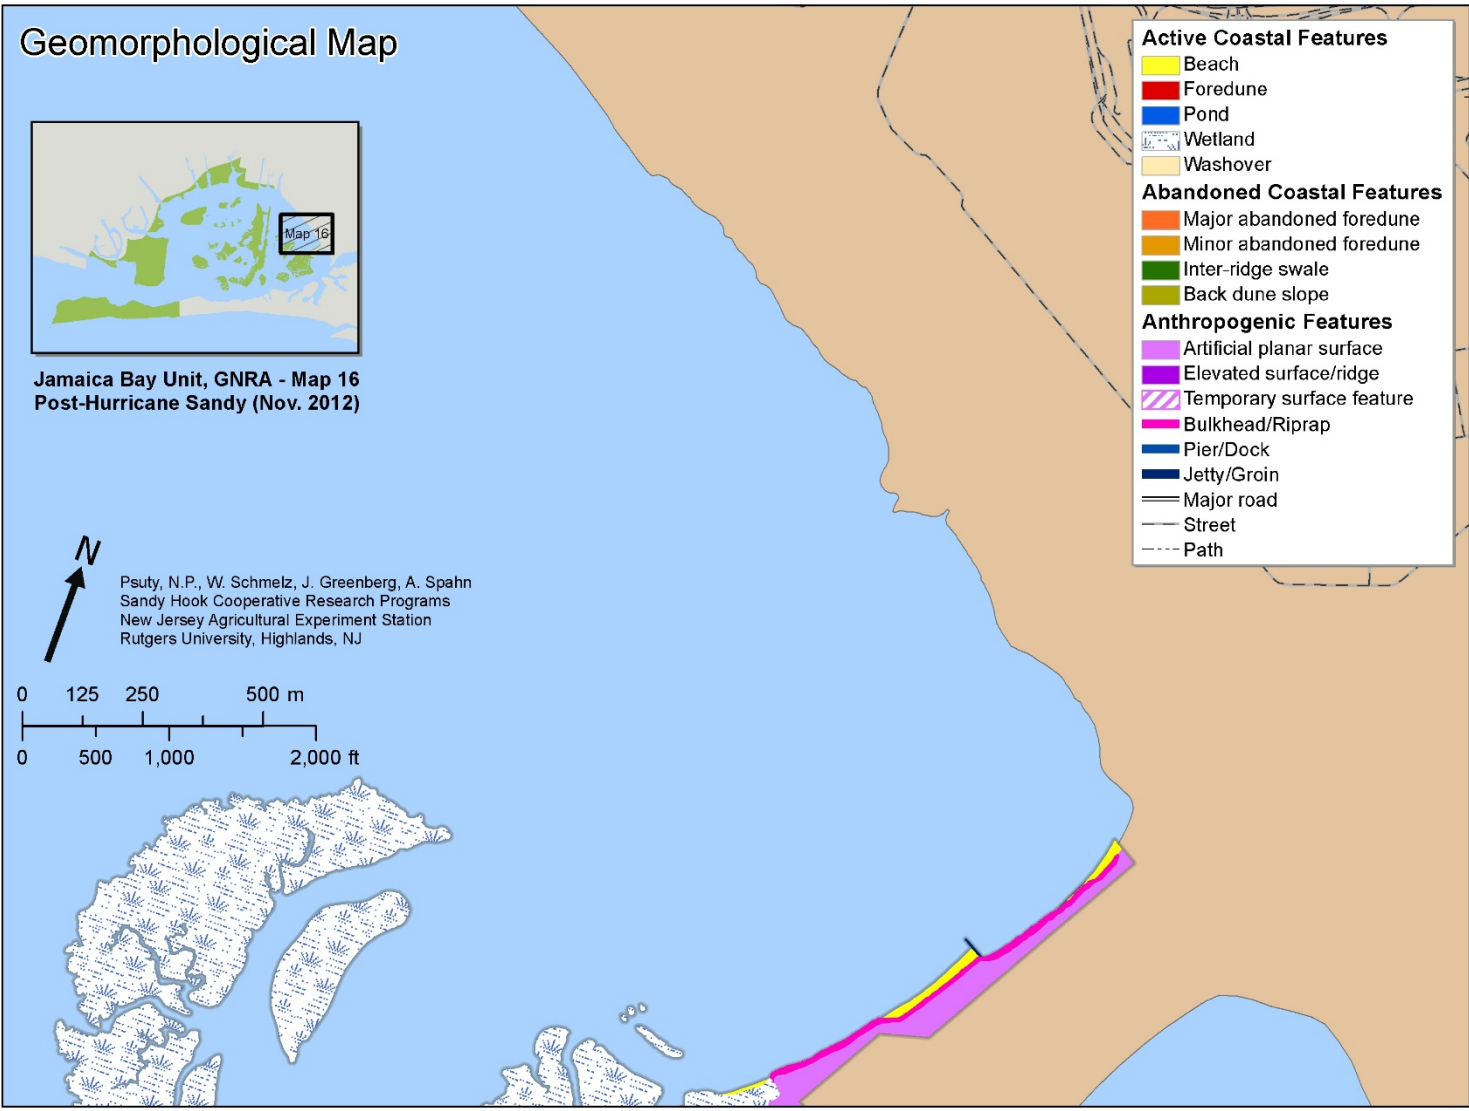 Geomorphological Map
Map 16
Jamaica Bay Unit, GNRA - Map 16
Post-Hurricane Sandy (Nov. 2012)
N
Psuty, N.P., W. Schmelz, J. Greenberg, A. Spahn
Sandy Hook Cooperative Research Programs
New Jersey Agricultural Experiment Station
Rutgers University, Highlands, NJ
0 125 250 500 m
0 500 1,000 2,000 ft
Active Coastal Features
Beach
Foredune
Pond
Wetland
Washover
Abandoned Coastal Features
Major abandoned foredune
Minor abandoned foredune
Inter-ridge swale
Back dune slope
Anthropogenic Features
Artificial planar surface
Elevated surface/ridge
Temporary surface feature
Bulkhead/Riprap
Pier/Dock
Jetty/Groin
Major road
Street
Path